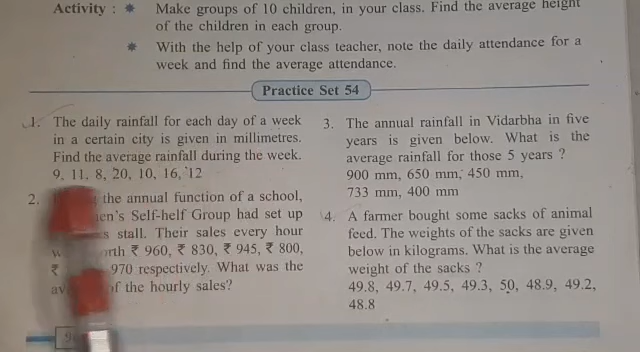 Activity : * Make groups of 10 children, in your class. Find the average height
of the children in each group.
* With the help of your class teacher, note the daily attendance for a
week and find the average attendance.
Practice Set 54
1. The daily rainfall for each day of a week
in a certain city is given in millimetres.
Find the average rainfall during the week.
9, 11, 8, 20, 10, 16, 12
2. the annual function of a school,
Self-helf Group had set up
stall. Their sales every hour
₹ 960, ₹ 830, ₹ 945, ₹ 800,
₹ 970 respectively. What was the
of the hourly sales?
3. The annual rainfall in Vidarbha in five
years is given below. What is the
average rainfall for those 5 years ?
900 mm, 650 mm, 450 mm,
733 mm, 400 mm
4. A farmer bought some sacks of animal
feed. The weights of the sacks are given
below in kilograms. What is the average
weight of the sacks ?
49.8, 49.7, 49.5, 49.3, 50, 48.9, 49.2,
48.8